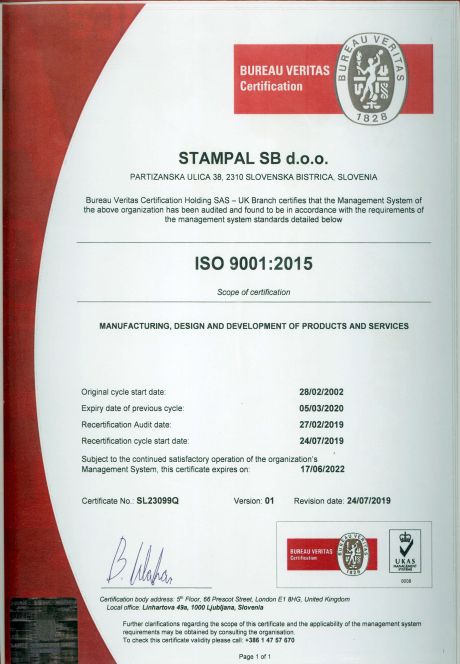 BUREAU VERITAS
Certification
BUREAU VERITAS
1828
STAMPAL SB d.o.o.
PARTIZANSKA ULICA 38, 2310 SLOVENSKA BISTRICA, SLOVENIA
Bureau Veritas Certification Holding SAS – UK Branch certifies that the Management System of
the above organization has been audited and found to be in accordance with the requirements of
the management system standards detailed below
ISO 9001:2015
Scope of certification
MANUFACTURING, DESIGN AND DEVELOPMENT OF PRODUCTS AND SERVICES
Original cycle start date: 28/02/2002
Expiry date of previous cycle: 05/03/2020
Recertification Audit date: 27/02/2019
Recertification cycle start date: 24/07/2019
Subject to the continued satisfactory operation of the organization's
Management System, this certificate expires on: 17/06/2022
Certificate No.: SL23099Q Version: 01 Revision date: 24/07/2019
BUREAU VERITAS
Certification
BUREAU VERITAS
1828
UKAS
MANAGEMENT
SYSTEMS
0008
Certification body address: 5th Floor, 66 Prescot Street, London E1 8HG, United Kingdom
Local office: Linhartova 49a, 1000 Ljubljana, Slovenia
Further clarifications regarding the scope of this certificate and the applicability of the management system
requirements may be obtained by consulting the organisation.
To check this certificate validity please call: +386 1 47 57 670
Page 1 of 1